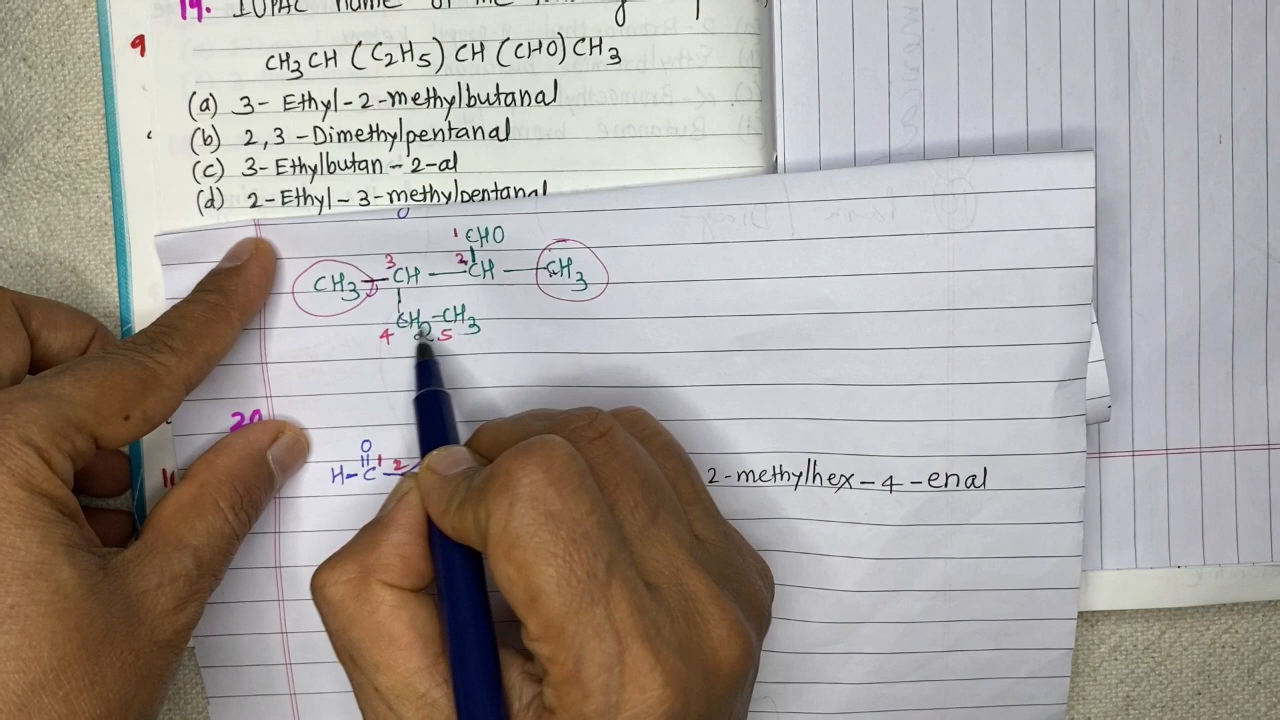 19. IUPAC name of the
9
CH3CH (C2H5) CH (CHO) CH3
(a) 3- Ethyl-2-methylbutanal
(b) 2,3-Dimethylpentanal
(c) 3-Ethylbutan-2-al
(d) 2-Ethyl-3-methylpentanal
1 CHO
3 2
CH3 - CH - CH - CH3
CH2-CH3
4 5
20
O
H-C 1 2
2-methylhex-4-enal